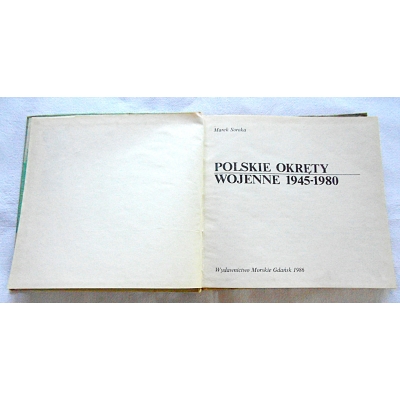 Marek Soroka
POLSKIE OKRĘTY
WOJENNE 1945-1980
Wydawnictwo Morskie Gdańsk 1986